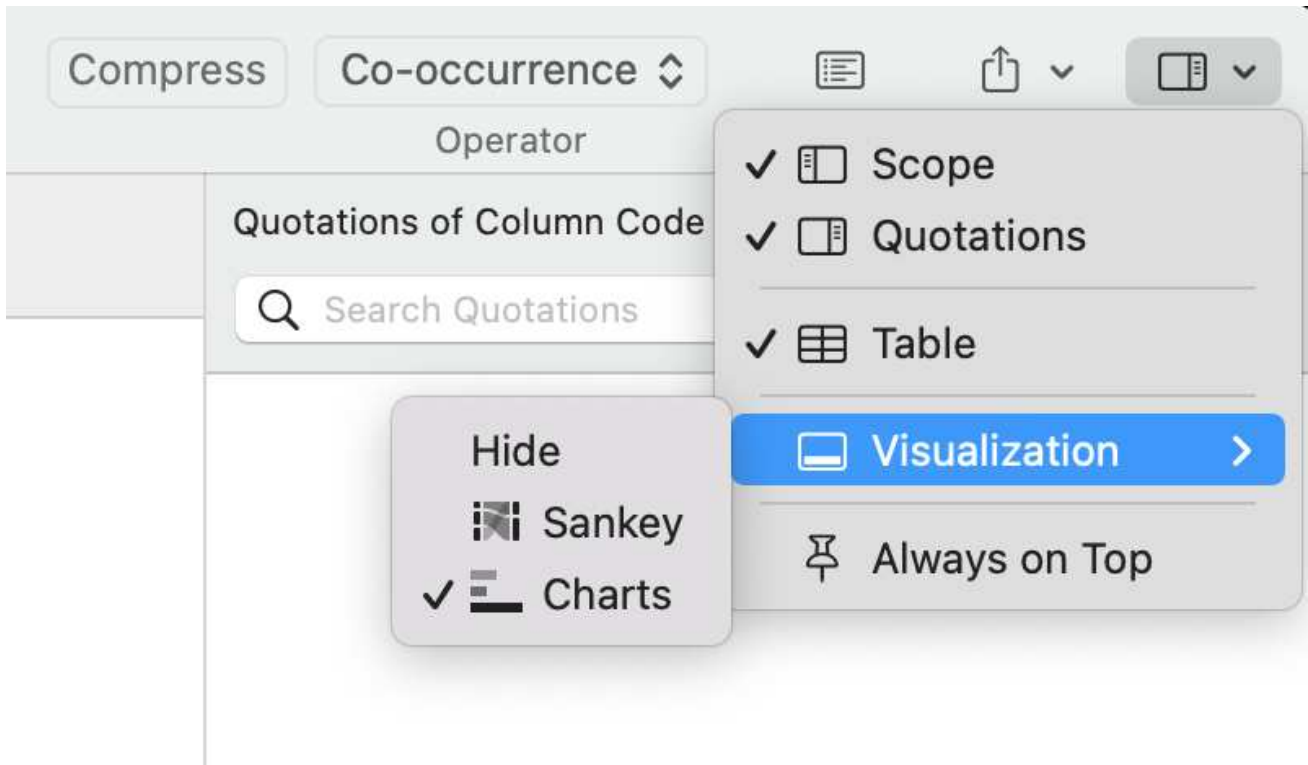 Compress
Co-occurrence
Operator
Quotations of Column Code
Search Quotations
Scope
Quotations
Table
Visualization
Always on Top
Hide
Sankey
Charts